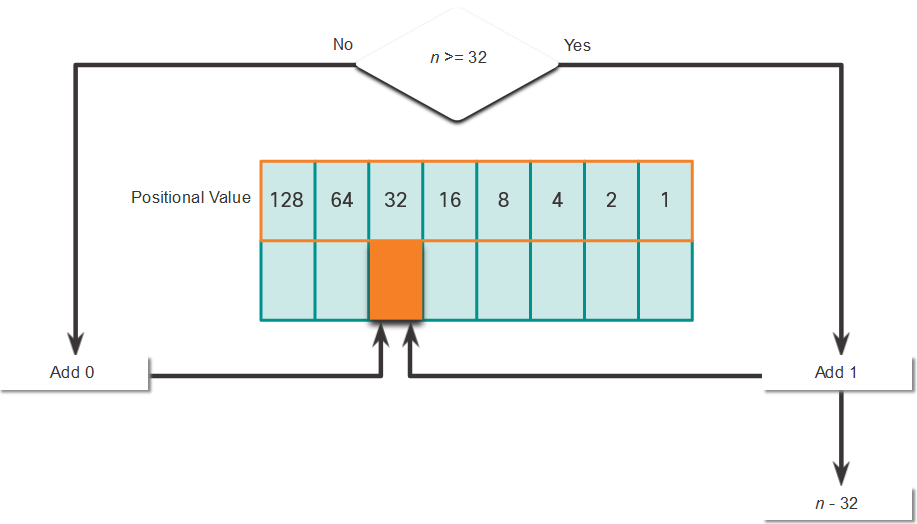 No
n >= 32
Yes
Positional Value
128 64 32 16 8 4 2 1
Add 0
Add 1
n - 32